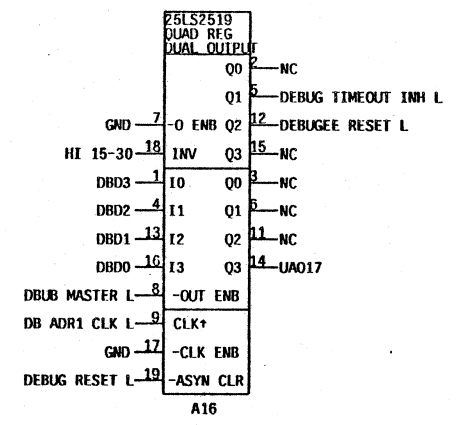 25LS2519
QUAD REG
DUAL OUTPUT
Q0 2 NC
Q1 5 DEBUG TIMEOUT INH L
GND 7 -O ENB Q2 12 DEBUGEE RESET L
HI 15-30 18 INV Q3 15 NC
DBD3 1 I0 Q0 3 NC
DBD2 4 I1 Q1 6 NC
DBD1 13 I2 Q2 11 NC
DBD0 16 I3 Q3 14 UAO17
DBUB MASTER L 8 -OUT ENB
DB ADR1 CLK L 9 CLK↑
GND 17 -CLK ENB
DEBUG RESET L 19 -ASYN CLR
A16